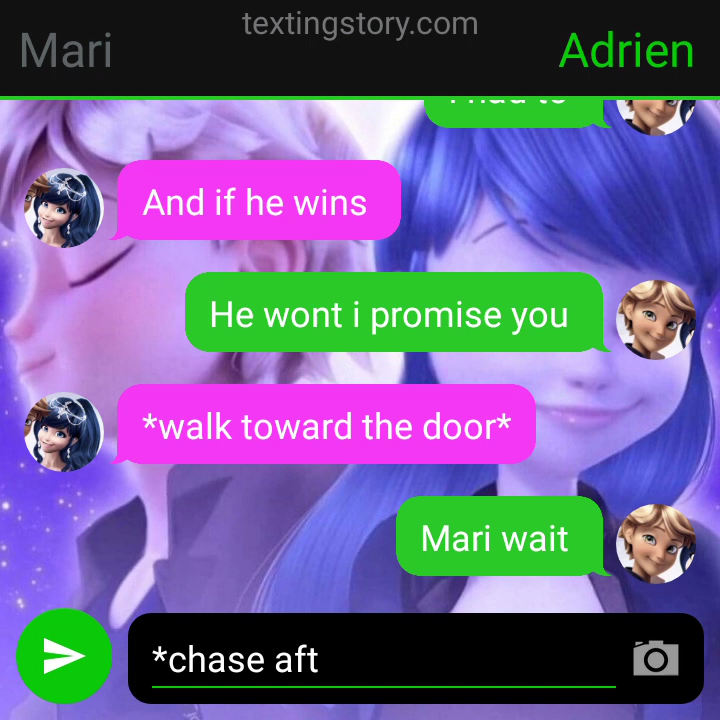 textingstory.com
Mari
Adrien
And if he wins
He wont i promise you
*walk toward the door*
Mari wait
*chase aft